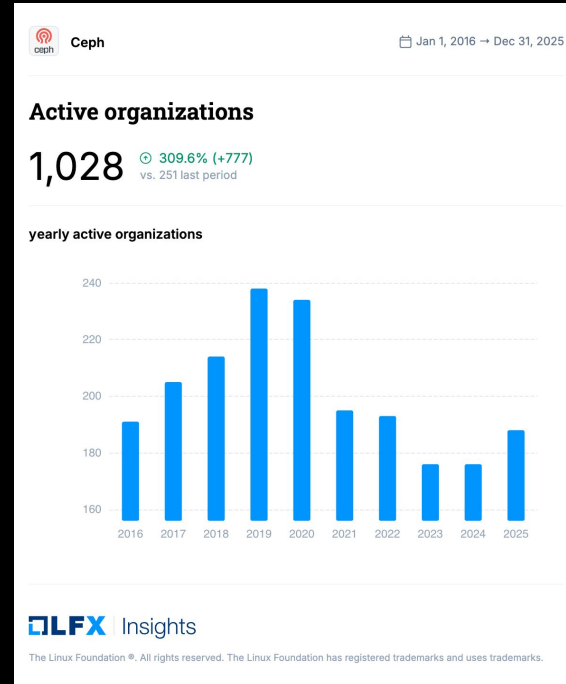 ceph
Ceph
Jan 1, 2016 → Dec 31, 2025
Active organizations
1,028
309.6% (+777)
vs. 251 last period
yearly active organizations
240
220
200
180
160
2016 2017 2018 2019 2020 2021 2022 2023 2024 2025
LFX Insights
The Linux Foundation ®. All rights reserved. The Linux Foundation has registered trademarks and uses trademarks.